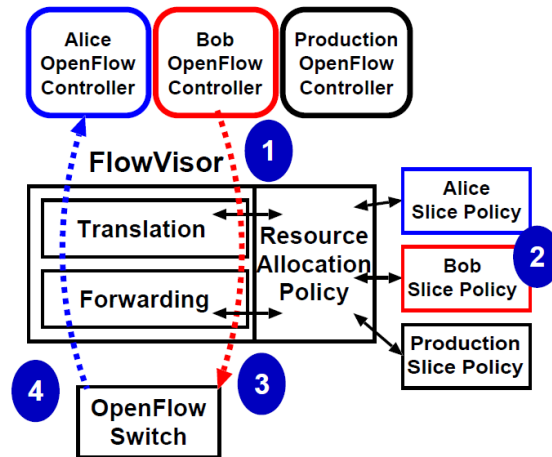 Alice
OpenFlow
Controller
Bob
OpenFlow
Controller
Production
OpenFlow
Controller
1
FlowVisor
Translation
Forwarding
Resource
Allocation
Policy
Alice
Slice Policy
2
Bob
Slice Policy
Production
Slice Policy
4
3
OpenFlow
Switch